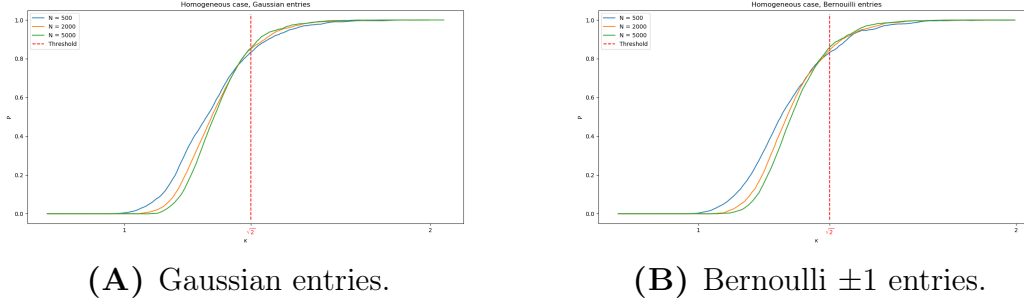 Homogeneous case, Gaussian entries
N = 500
N = 2000
N = 5000
Threshold
1.0
0.8
0.6
0.4
0.2
0.0
P
1
√2
2
κ
(A) Gaussian entries.
Homogeneous case, Bernouilli entries
N = 500
N = 2000
N = 5000
Threshold
1.0
0.8
0.6
0.4
0.2
0.0
P
1
√2
2
κ
(B) Bernoulli ±1 entries.